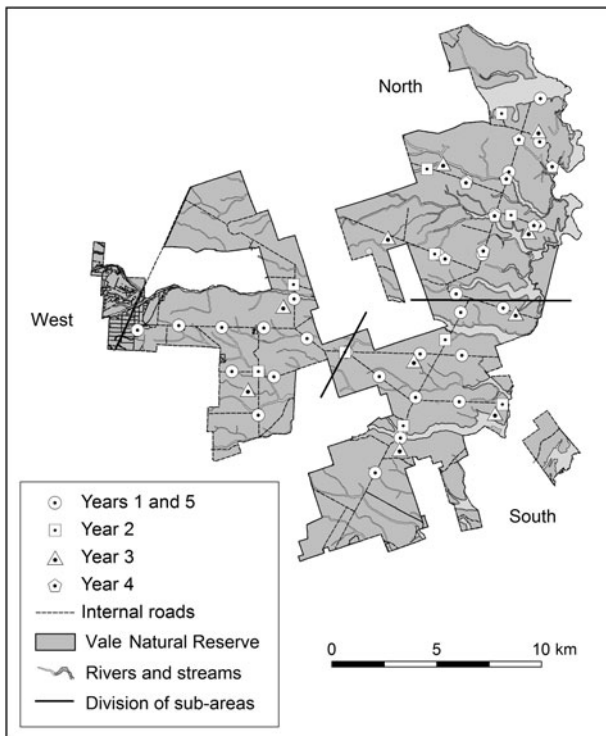 North
West
South
Years 1 and 5
Year 2
Year 3
Year 4
Internal roads
Vale Natural Reserve
Rivers and streams
Division of sub-areas
0 5 10 km